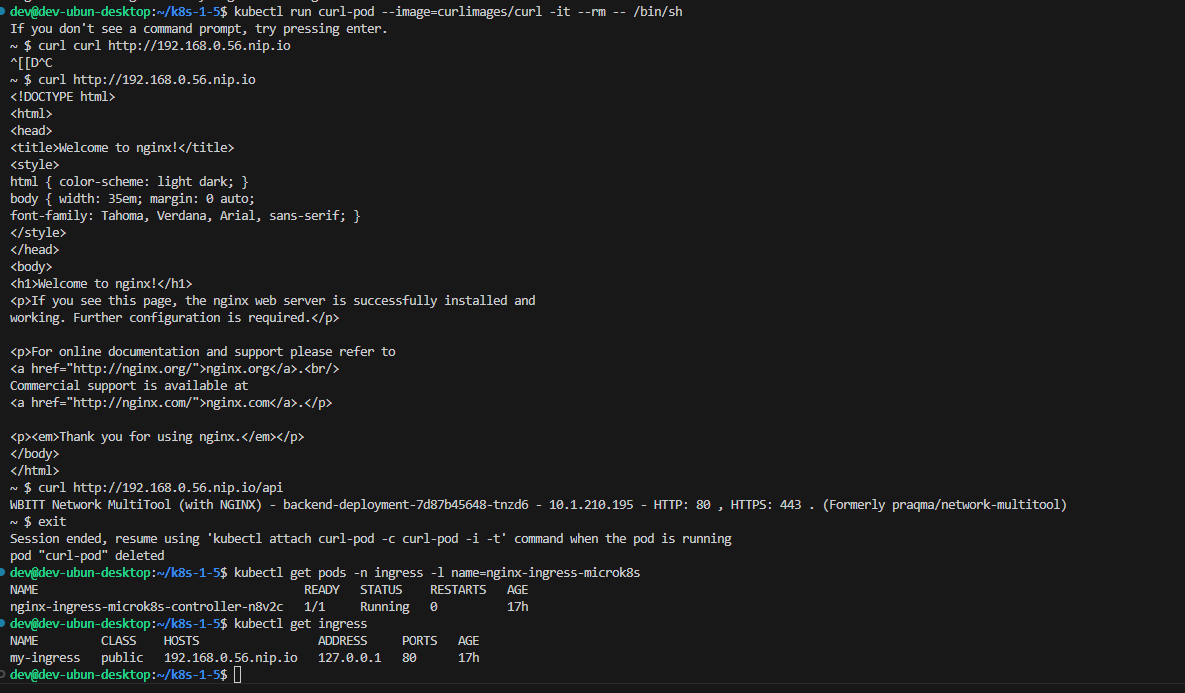 dev@dev-ubun-desktop:~/k8s-1-5$ kubectl run curl-pod --image=curlimages/curl -it --rm -- /bin/sh
If you don't see a command prompt, try pressing enter.
~ $ curl curl http://192.168.0.56.nip.io
^[[D^C
~ $ curl http://192.168.0.56.nip.io
<!DOCTYPE html>
<html>
<head>
<title>Welcome to nginx!</title>
<style>
html { color-scheme: light dark; }
body { width: 35em; margin: 0 auto;
font-family: Tahoma, Verdana, Arial, sans-serif; }
</style>
</head>
<body>
<h1>Welcome to nginx!</h1>
<p>If you see this page, the nginx web server is successfully installed and
working. Further configuration is required.</p>

<p>For online documentation and support please refer to
<a href="http://nginx.org/">nginx.org</a>.<br/>
Commercial support is available at
<a href="http://nginx.com/">nginx.com</a>.</p>

<p><em>Thank you for using nginx.</em></p>
</body>
</html>
~ $ curl http://192.168.0.56.nip.io/api
WBITT Network MultiTool (with NGINX) - backend-deployment-7d87b45648-tnzd6 - 10.1.210.195 - HTTP: 80 , HTTPS: 443 . (Formerly praqma/network-multitool)
~ $ exit
Session ended, resume using 'kubectl attach curl-pod -c curl-pod -i -t' command when the pod is running
pod "curl-pod" deleted
dev@dev-ubun-desktop:~/k8s-1-5$ kubectl get pods -n ingress -l name=nginx-ingress-microk8s
NAME READY STATUS RESTARTS AGE
nginx-ingress-microk8s-controller-n8v2c 1/1 Running 0 17h
dev@dev-ubun-desktop:~/k8s-1-5$ kubectl get ingress
NAME CLASS HOSTS ADDRESS PORTS AGE
my-ingress public 192.168.0.56.nip.io 127.0.0.1 80 17h
dev@dev-ubun-desktop:~/k8s-1-5$